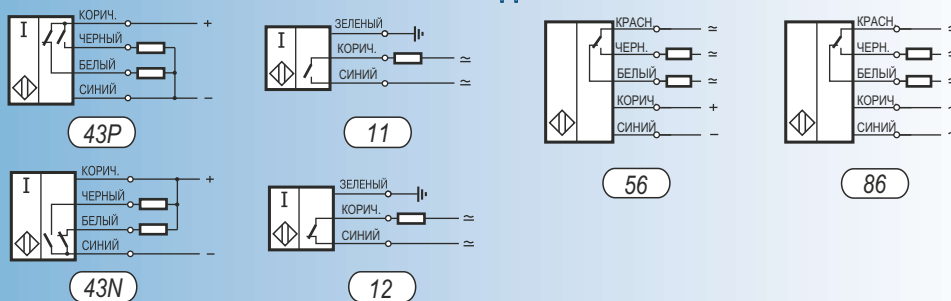 I
КОРИЧ.
+
ЧЕРНЫЙ
БЕЛЫЙ
СИНИЙ
–
43P
I
ЗЕЛЕНЫЙ
КОРИЧ.
≃
СИНИЙ
≃
11
КРАСН.
≃
ЧЕРН.
≃
БЕЛЫЙ
≃
КОРИЧ.
+
СИНИЙ
–
56
КРАСН.
ЧЕРН.
БЕЛЫЙ
КОРИЧ.
СИНИЙ
86
I
КОРИЧ.
+
ЧЕРНЫЙ
БЕЛЫЙ
СИНИЙ
–
43N
I
ЗЕЛЕНЫЙ
КОРИЧ.
≃
СИНИЙ
≃
12